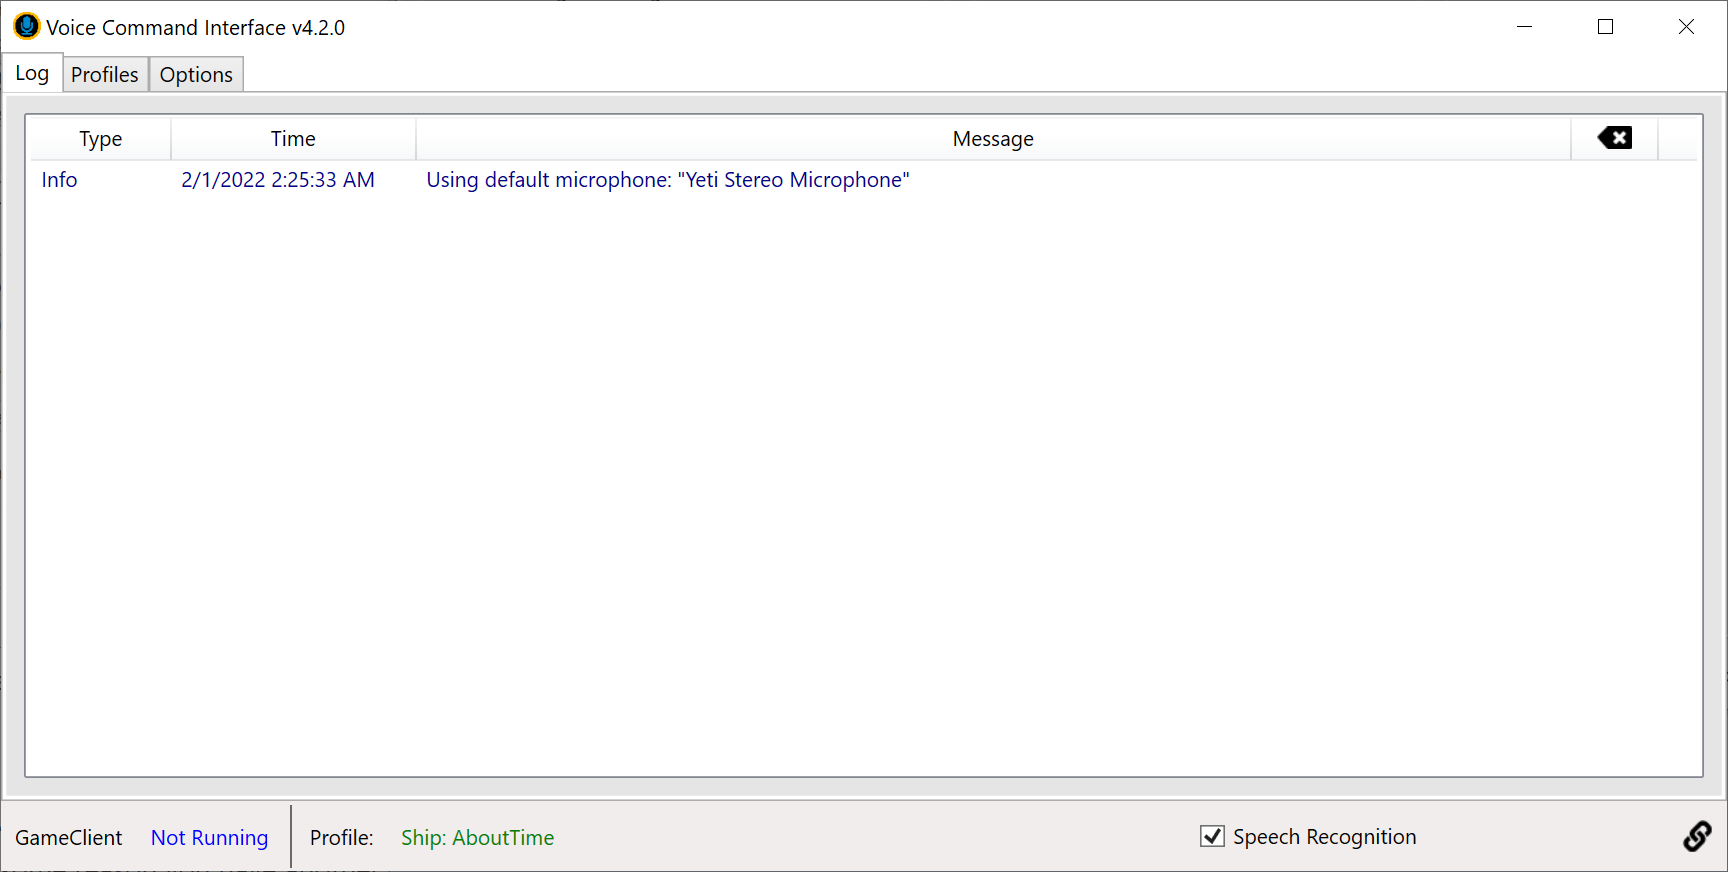 Voice Command Interface v4.2.0
Log Profiles Options
Type Time Message
Info 2/1/2022 2:25:33 AM Using default microphone: "Yeti Stereo Microphone"
GameClient Not Running Profile: Ship: AboutTime Speech Recognition